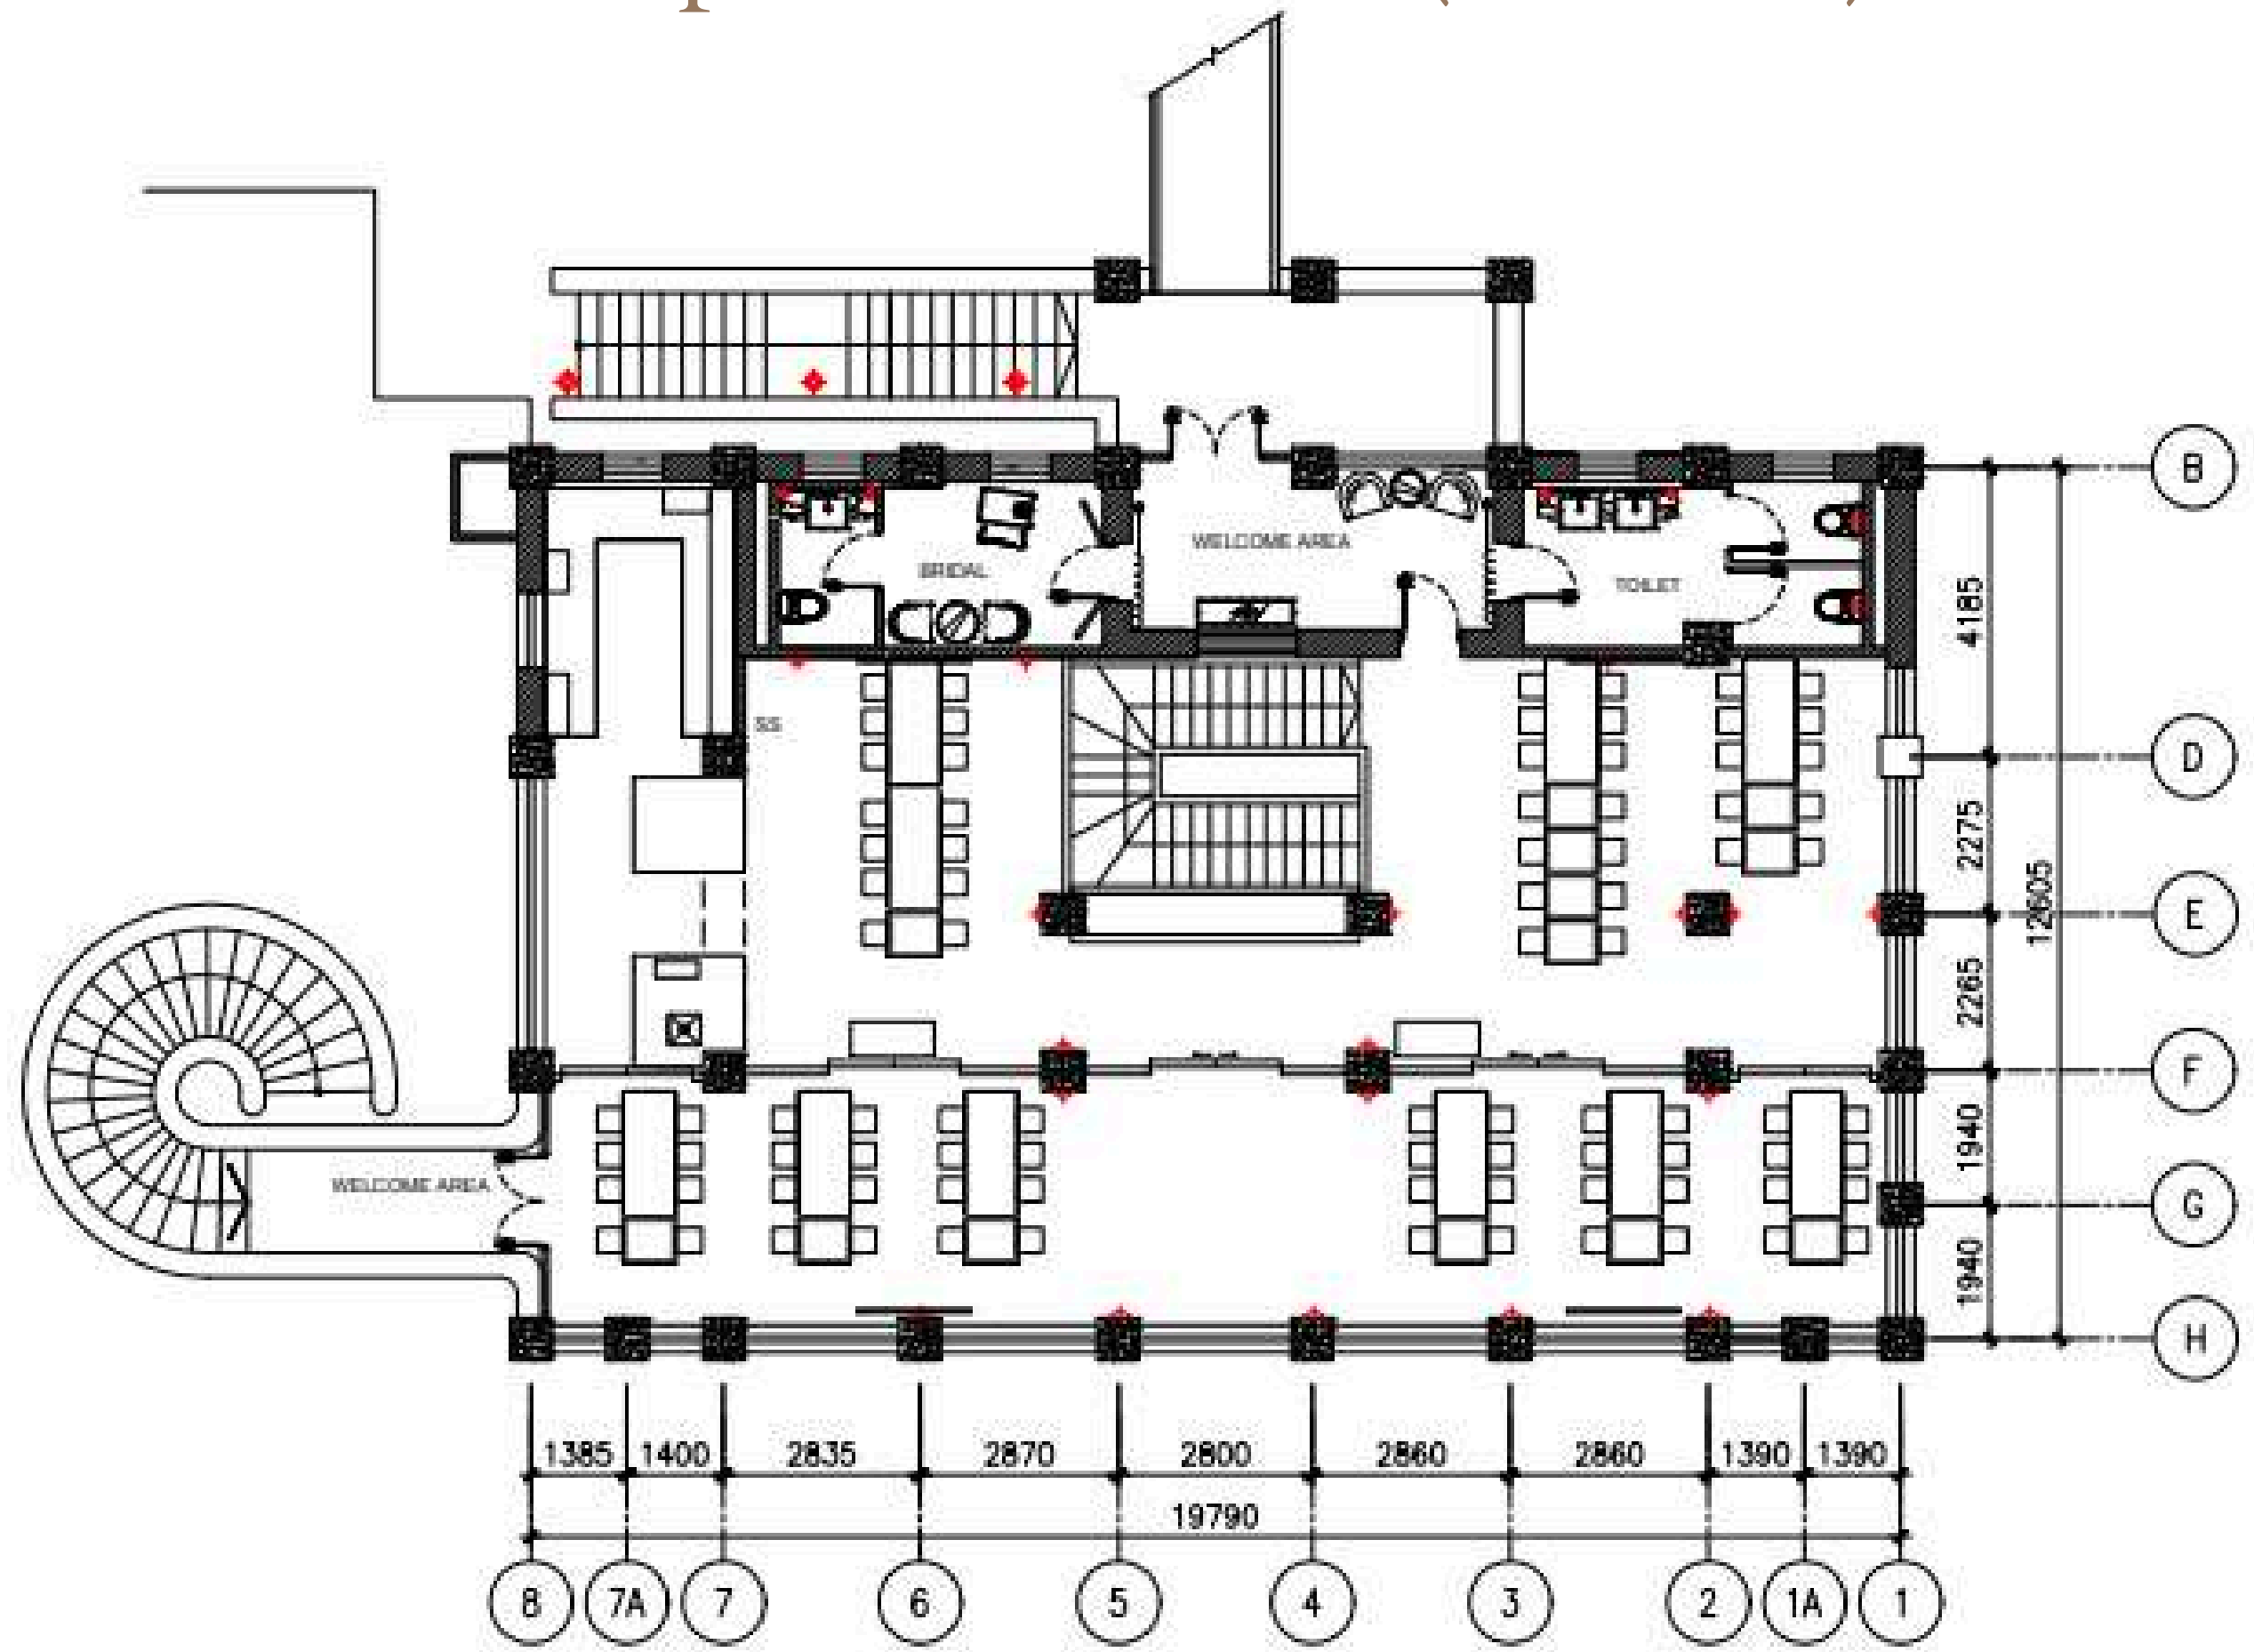 B
WELCOME AREA
BRIDAL
TOILET
4185
SS
D
2275
12605
E
2265
F
1940
WELCOME AREA
G
1940
H
1385 1400 2835 2870 2800 2860 2860 1390 1390
19790
8 7A 7 6 5 4 3 2 1A 1